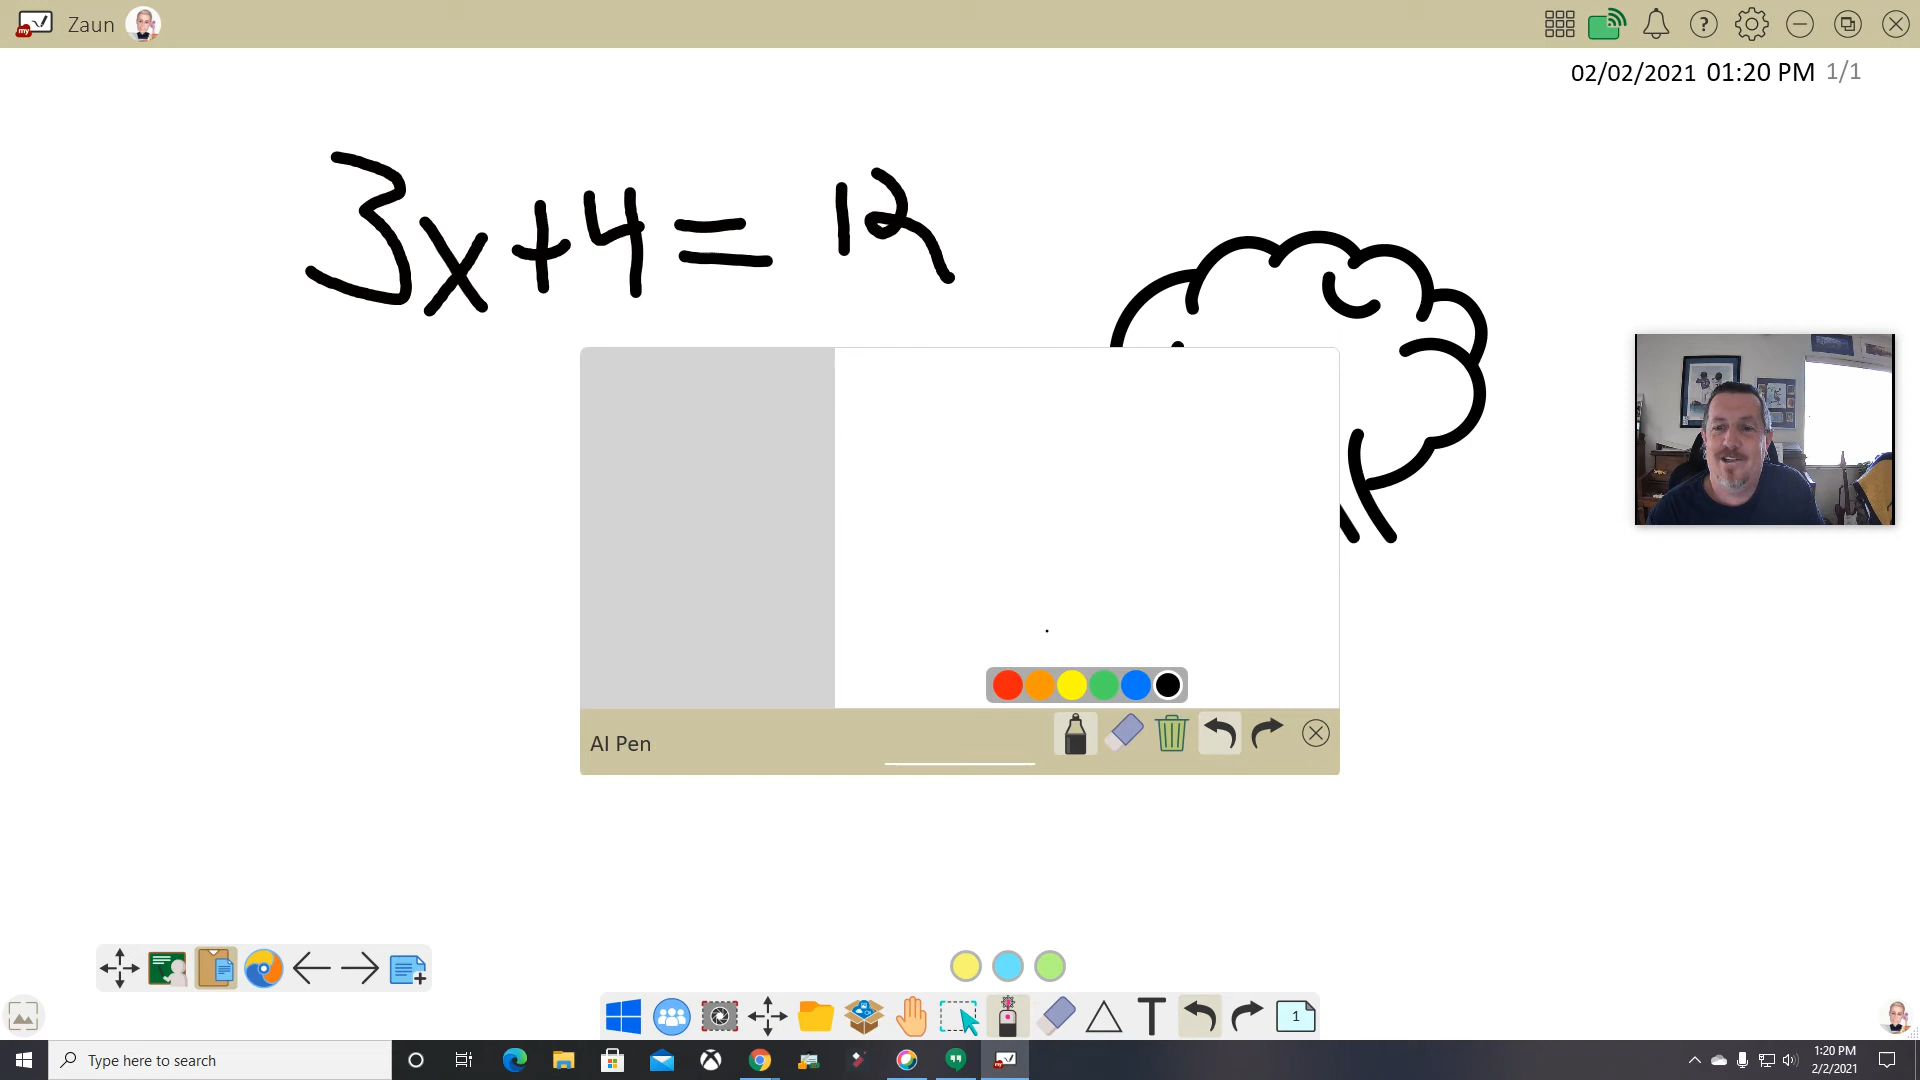 my Zaun
02/02/2021 01:20 PM 1/1
3x+4=12
AI Pen
1
Type here to search
1:20 PM
2/2/2021